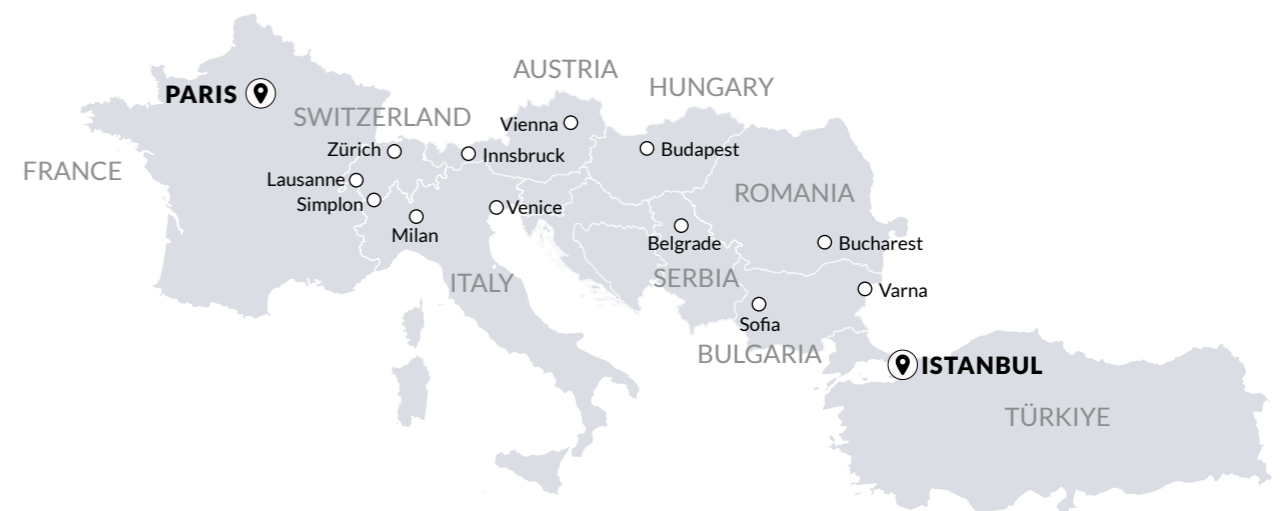 AUSTRIA
HUNGARY
PARIS
SWITZERLAND
Vienna
Zürich
Innsbruck
Budapest
FRANCE
Lausanne
ROMANIA
Simplon
Venice
Milan
Belgrade
Bucharest
SERBIA
ITALY
Varna
Sofia
BULGARIA
ISTANBUL
TÜRKIYE